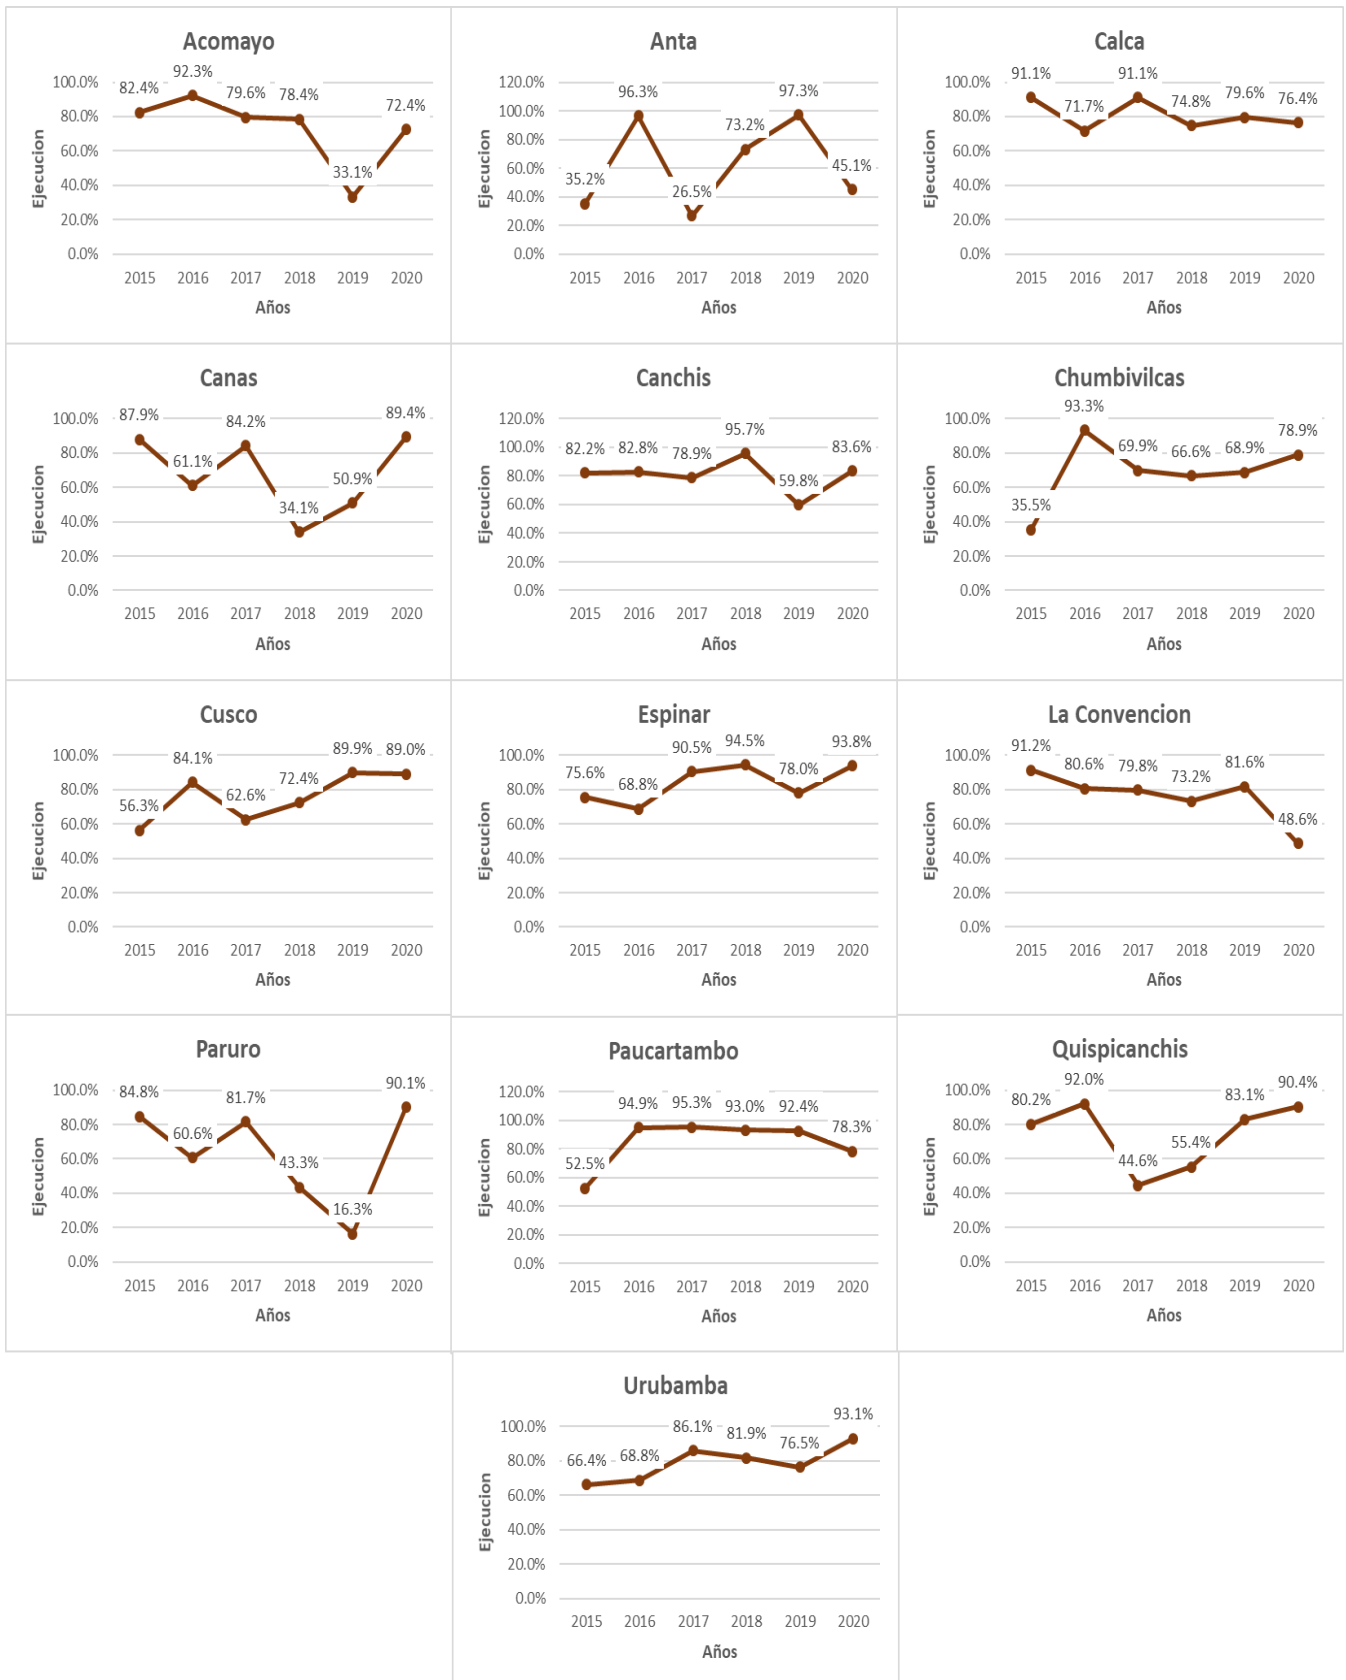 Acomayo
Ejecucion
100.0%
80.0%
60.0%
40.0%
20.0%
0.0%
82.4% 92.3% 79.6% 78.4% 33.1% 72.4%
2015 2016 2017 2018 2019 2020
Años
Anta
Ejecucion
120.0%
100.0%
80.0%
60.0%
40.0%
20.0%
0.0%
35.2% 96.3% 26.5% 73.2% 97.3% 45.1%
2015 2016 2017 2018 2019 2020
Años
Calca
Ejecucion
100.0%
80.0%
60.0%
40.0%
20.0%
0.0%
91.1% 71.7% 91.1% 74.8% 79.6% 76.4%
2015 2016 2017 2018 2019 2020
Años
Canas
Ejecucion
100.0%
80.0%
60.0%
40.0%
20.0%
0.0%
87.9% 61.1% 84.2% 34.1% 50.9% 89.4%
2015 2016 2017 2018 2019 2020
Años
Canchis
Ejecucion
120.0%
100.0%
80.0%
60.0%
40.0%
20.0%
0.0%
82.2% 82.8% 78.9% 95.7% 59.8% 83.6%
2015 2016 2017 2018 2019 2020
Años
Chumbivilcas
Ejecucion
100.0%
80.0%
60.0%
40.0%
20.0%
0.0%
35.5% 93.3% 69.9% 66.6% 68.9% 78.9%
2015 2016 2017 2018 2019 2020
Años
Cusco
Ejecucion
100.0%
80.0%
60.0%
40.0%
20.0%
0.0%
56.3% 84.1% 62.6% 72.4% 89.9% 89.0%
2015 2016 2017 2018 2019 2020
Años
Espinar
Ejecucion
100.0%
80.0%
60.0%
40.0%
20.0%
0.0%
75.6% 68.8% 90.5% 94.5% 78.0% 93.8%
2015 2016 2017 2018 2019 2020
Años
La Convencion
Ejecucion
100.0%
80.0%
60.0%
40.0%
20.0%
0.0%
91.2% 80.6% 79.8% 73.2% 81.6% 48.6%
2015 2016 2017 2018 2019 2020
Años
Paruro
Ejecucion
100.0%
80.0%
60.0%
40.0%
20.0%
0.0%
84.8% 60.6% 81.7% 43.3% 16.3% 90.1%
2015 2016 2017 2018 2019 2020
Años
Paucartambo
Ejecucion
120.0%
100.0%
80.0%
60.0%
40.0%
20.0%
0.0%
52.5% 94.9% 95.3% 93.0% 92.4% 78.3%
2015 2016 2017 2018 2019 2020
Años
Quispicanchis
Ejecucion
100.0%
80.0%
60.0%
40.0%
20.0%
0.0%
80.2% 92.0% 44.6% 55.4% 83.1% 90.4%
2015 2016 2017 2018 2019 2020
Años
Urubamba
Ejecucion
100.0%
80.0%
60.0%
40.0%
20.0%
0.0%
66.4% 68.8% 86.1% 81.9% 76.5% 93.1%
2015 2016 2017 2018 2019 2020
Años